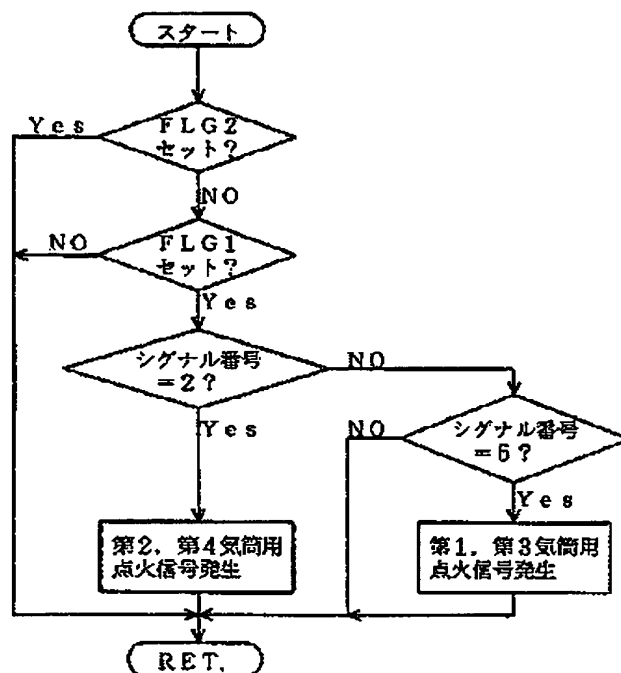 スタート
FLG2
セット?
Yes
NO
FLG1
セット?
NO
Yes
シグナル番号
=2?
NO
Yes
シグナル番号
=5?
NO
Yes
第2，第4気筒用
点火信号発生
第1，第3気筒用
点火信号発生
RET.